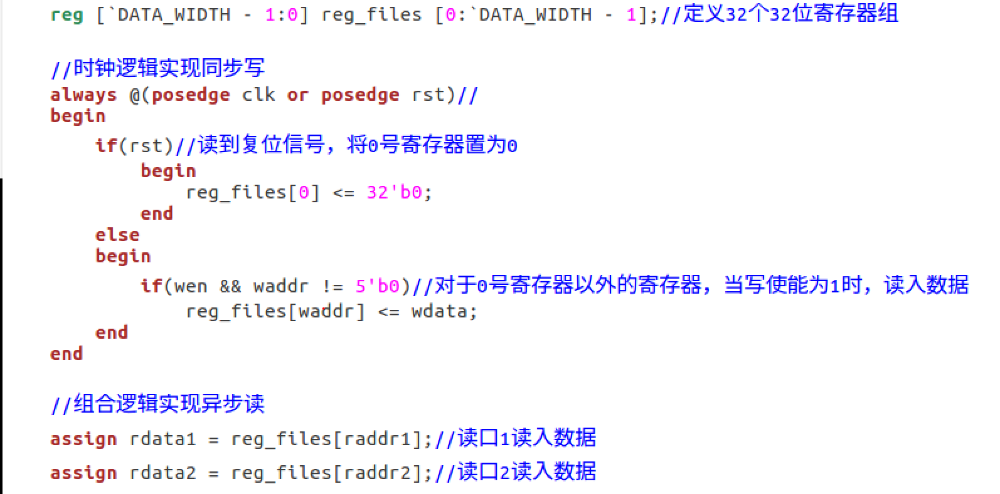 reg [`DATA_WIDTH - 1:0] reg_files [0:`DATA_WIDTH - 1];//定义32个32位寄存器组
//时钟逻辑实现同步写
always @(posedge clk or posedge rst)//
begin
if(rst)//读到复位信号，将0号寄存器置为0
begin
reg_files[0] <= 32'b0;
end
else
begin
if(wen && waddr != 5'b0)//对于0号寄存器以外的寄存器，当写使能为1时，读入数据
reg_files[waddr] <= wdata;
end
end
//组合逻辑实现异步读
assign rdata1 = reg_files[raddr1];//读口1读入数据
assign rdata2 = reg_files[raddr2];//读口2读入数据